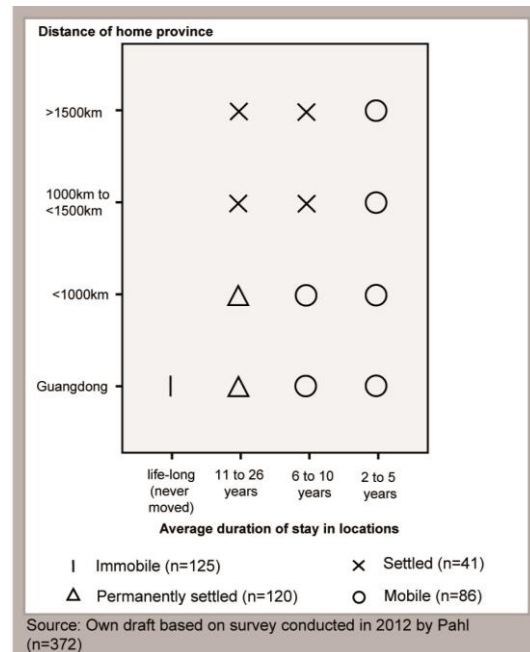 Distance of home province
>1500km
1000km to
<1500km
<1000km
Guangdong
life-long
(never
moved)
11 to 26
years
6 to 10
years
2 to 5
years
Average duration of stay in locations
Immobile (n=125)
Settled (n=41)
Permanently settled (n=120)
Mobile (n=86)
Source: Own draft based on survey conducted in 2012 by Pahl
(n=372)